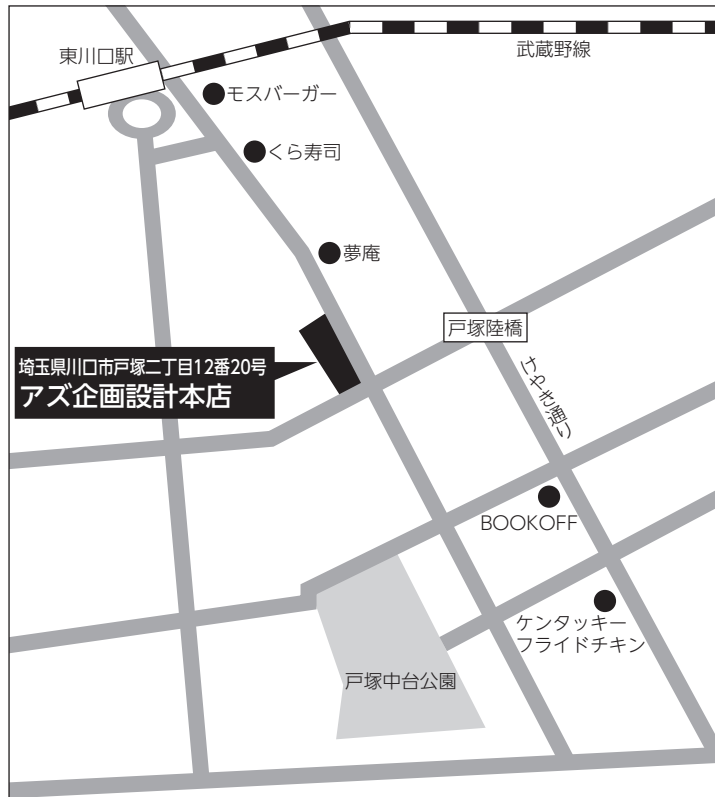 東川口駅
武蔵野線
モスバーガー
くら寿司
夢庵
戸塚陸橋
埼玉県川口市戸塚二丁目12番20号
アズ企画設計本店
けやき通り
BOOKOFF
ケンタッキー
フライドチキン
戸塚中台公園